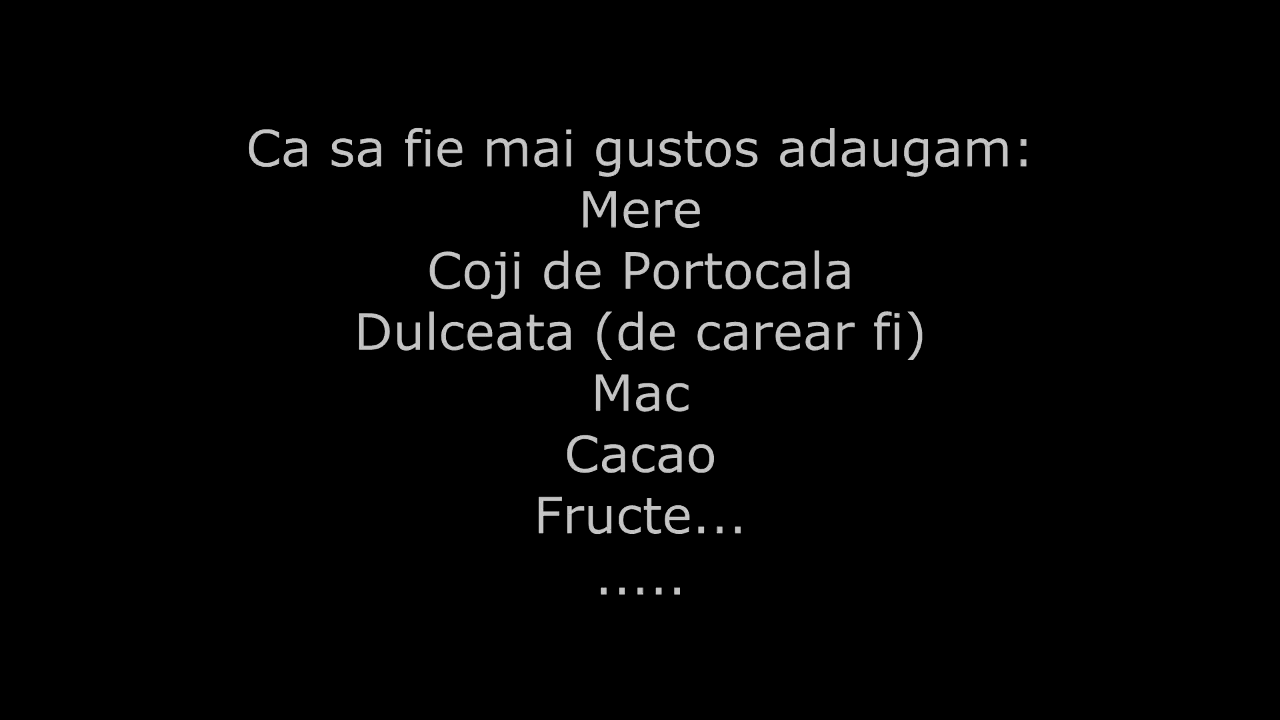 Ca sa fie mai gustos adaugam:
Mere
Coji de Portocala
Dulceata (de carear fi)
Mac
Cacao
Fructe...
.....